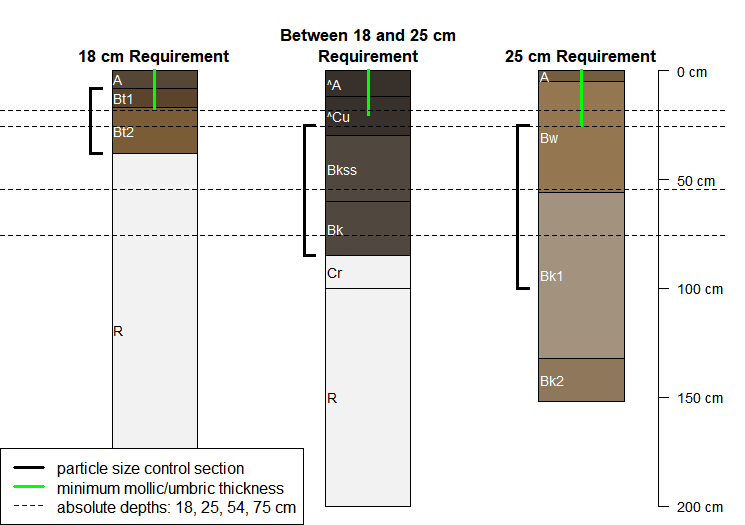 Between 18 and 25 cm
18 cm Requirement
Requirement
25 cm Requirement
A
Bt1
Bt2
R
^A
^Cu
Bkss
Bk
Cr
R
A
Bw
Bk1
Bk2
0 cm
50 cm
100 cm
150 cm
200 cm
particle size control section
minimum mollic/umbric thickness
absolute depths: 18, 25, 54, 75 cm